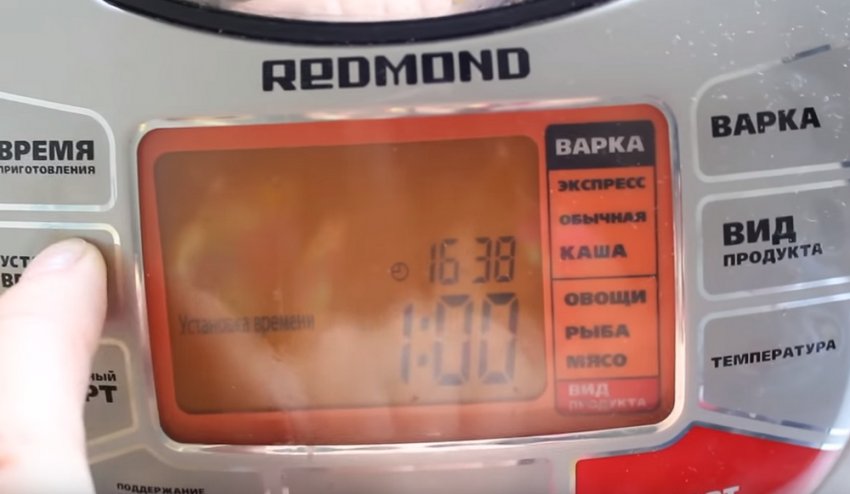 REDMOND
ВРЕМЯ
ПРИГОТОВЛЕНИЯ
ВАРКА
ЭКСПРЕСС
ОБЫЧНАЯ
КАША
ОВОЩИ
РЫБА
МЯСО
ВИД
ПРОДУКТА
16 38
Установка времени
1:00
ВАРКА
ВИД
ПРОДУКТА
ТЕМПЕРАТУРА
ПОДДЕРЖАНИЕ